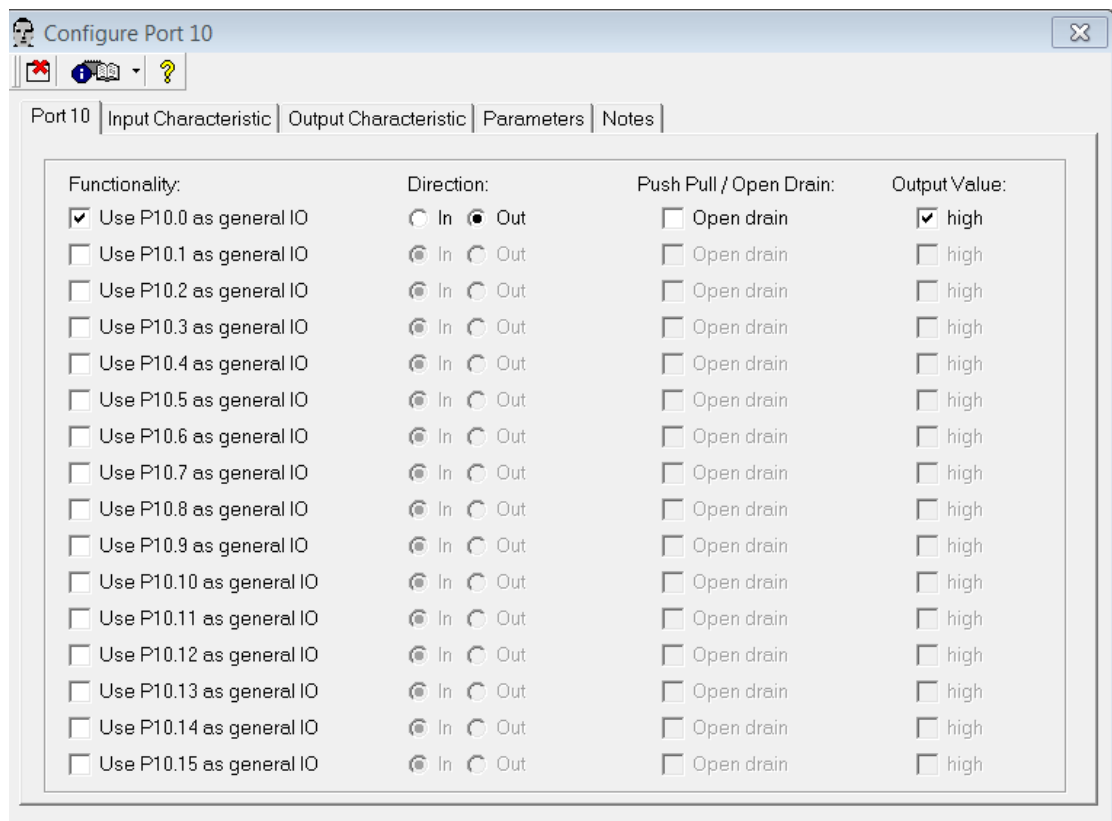 Configure Port 10
Port 10 Input Characteristic Output Characteristic Parameters Notes
Functionality: Direction: Push Pull / Open Drain: Output Value:
Use P10.0 as general IO In Out Open drain high
Use P10.1 as general IO In Out Open drain high
Use P10.2 as general IO In Out Open drain high
Use P10.3 as general IO In Out Open drain high
Use P10.4 as general IO In Out Open drain high
Use P10.5 as general IO In Out Open drain high
Use P10.6 as general IO In Out Open drain high
Use P10.7 as general IO In Out Open drain high
Use P10.8 as general IO In Out Open drain high
Use P10.9 as general IO In Out Open drain high
Use P10.10 as general IO In Out Open drain high
Use P10.11 as general IO In Out Open drain high
Use P10.12 as general IO In Out Open drain high
Use P10.13 as general IO In Out Open drain high
Use P10.14 as general IO In Out Open drain high
Use P10.15 as general IO In Out Open drain high